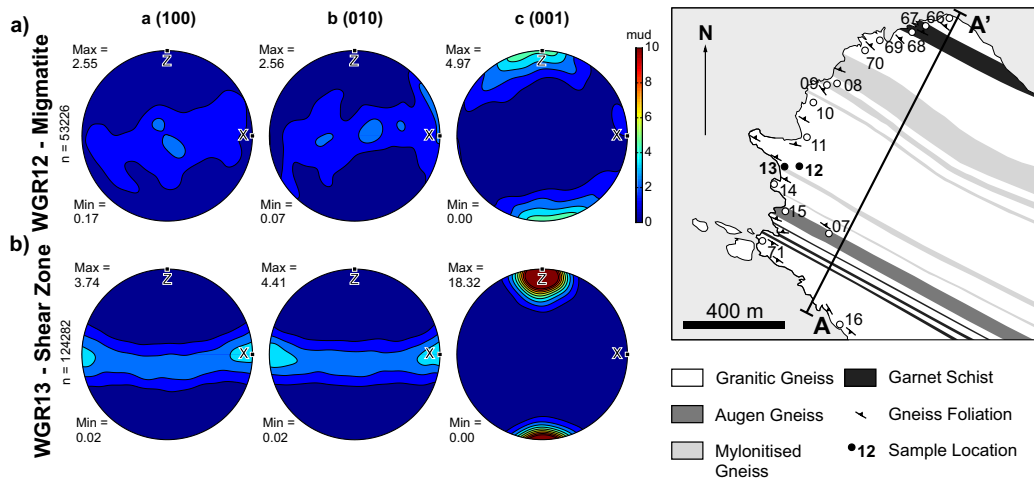 a)
a (100)
b (010)
c (001)
WGR12 - Migmatite
n = 53226
Max =
2.55
Z
X
Min =
0.17
Max =
2.56
Z
X
Min =
0.07
Max =
4.97
Z
X
Min =
0.00
mud
10
8
6
4
2
0
b)
WGR13 - Shear Zone
n = 124282
Max =
3.74
Z
X
Min =
0.02
Max =
4.41
Z
X
Min =
0.02
Max =
18.32
Z
X
Min =
0.00
N
A'
67
66
69
68
70
09
08
10
11
13
12
14
15
07
71
16
A
400 m
Granitic Gneiss
Garnet Schist
Augen Gneiss
Gneiss Foliation
Mylonitised
Gneiss
12
Sample Location